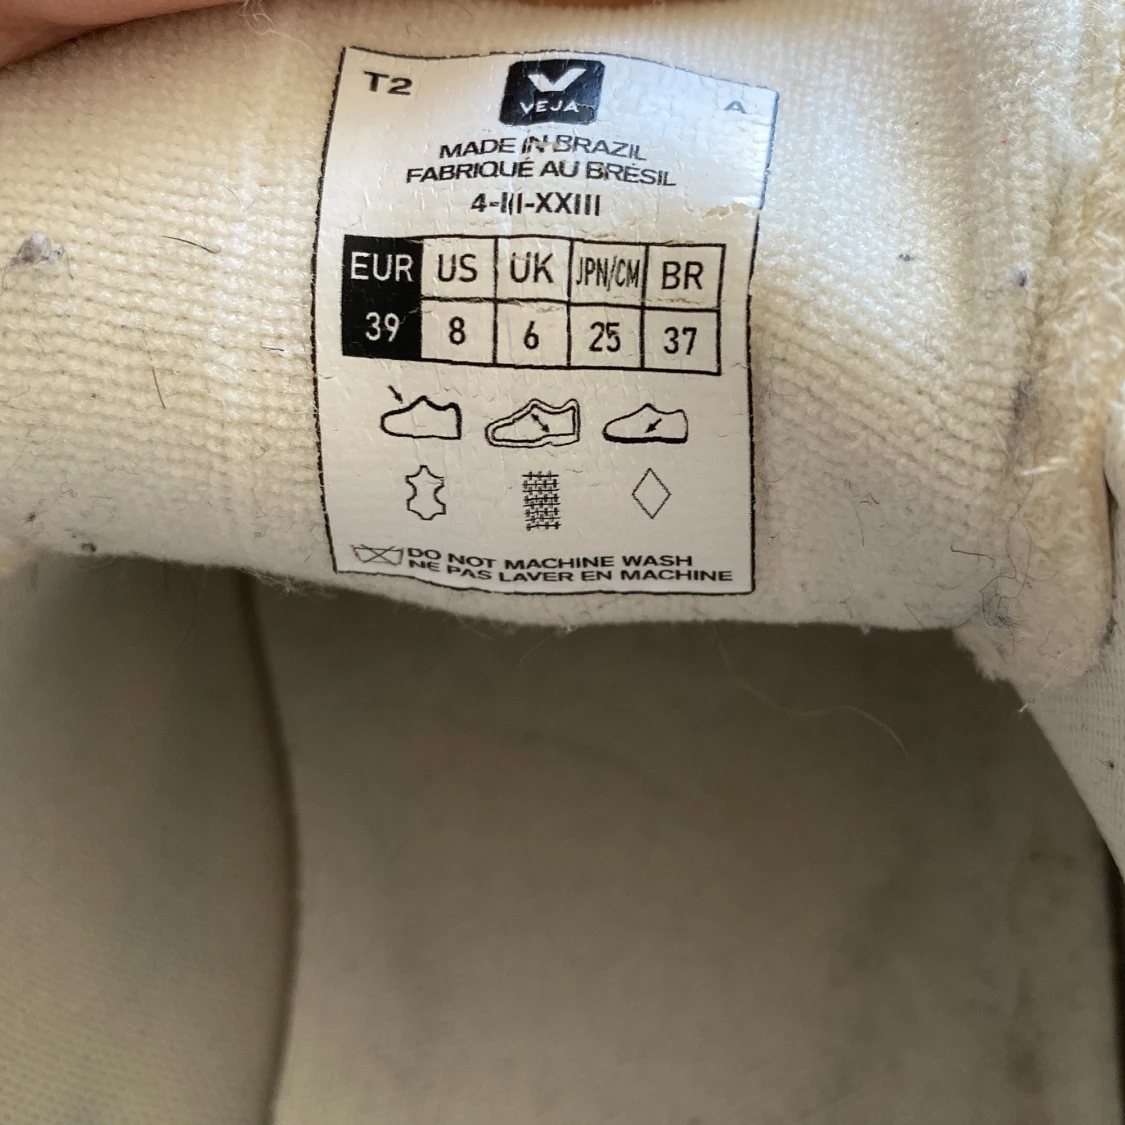 T2
VEJA
A
MADE IN BRAZIL
FABRIQUÉ AU BRÉSIL
4-III-XXIII
EUR US UK JPN/CM BR
39 8 6 25 37
DO NOT MACHINE WASH
NE PAS LAVER EN MACHINE